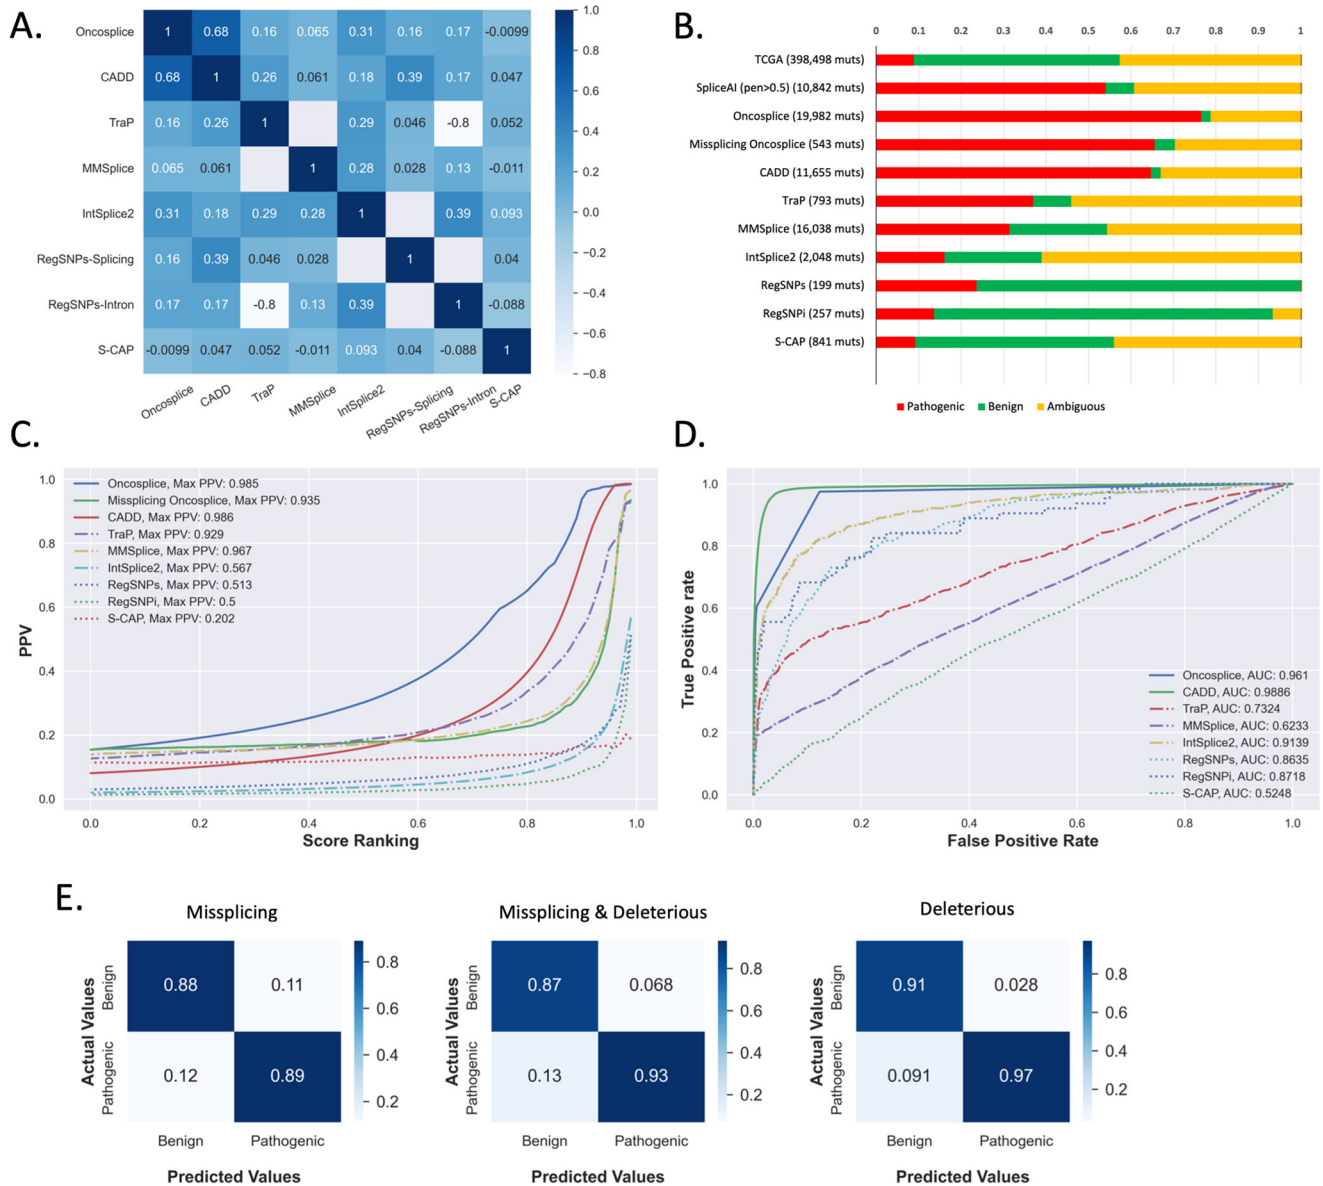 A.
Oncosplice 1 0.68 0.16 0.065 0.31 0.16 0.17 -0.0099
CADD 0.68 1 0.26 0.061 0.18 0.39 0.17 0.047
TraP 0.16 0.26 1 0.29 0.046 -0.8 0.052
MMSplice 0.065 0.061 1 0.28 0.028 0.13 -0.011
IntSplice2 0.31 0.18 0.29 0.28 1 0.39 0.093
RegSNPs-Splicing 0.16 0.39 0.046 0.028 1 0.04
RegSNPs-Intron 0.17 0.17 -0.8 0.13 0.39 1 -0.088
S-CAP -0.0099 0.047 0.052 -0.011 0.093 0.04 -0.088 1
Oncosplice CADD TraP MMSplice IntSplice2 RegSNPs-Splicing RegSNPs-Intron S-CAP
1.0
0.8
0.6
0.4
0.2
0.0
−0.2
−0.4
−0.6
−0.8
B.
0 0.1 0.2 0.3 0.4 0.5 0.6 0.7 0.8 0.9 1
TCGA (398,498 muts)
SpliceAI (pen>0.5) (10,842 muts)
Oncosplice (19,982 muts)
Missplicing Oncosplice (543 muts)
CADD (11,655 muts)
TraP (793 muts)
MMSplice (16,038 muts)
IntSplice2 (2,048 muts)
RegSNPs (199 muts)
RegSNPi (257 muts)
S-CAP (841 muts)
Pathogenic Benign Ambiguous
C.
PPV
1.0
0.8
0.6
0.4
0.2
0.0
Oncosplice, Max PPV: 0.985
Missplicing Oncosplice, Max PPV: 0.935
CADD, Max PPV: 0.986
TraP, Max PPV: 0.929
MMSplice, Max PPV: 0.967
IntSplice2, Max PPV: 0.567
RegSNPs, Max PPV: 0.513
RegSNPi, Max PPV: 0.5
S-CAP, Max PPV: 0.202
0.0 0.2 0.4 0.6 0.8 1.0
Score Ranking
D.
True Positive rate
1.0
0.8
0.6
0.4
0.2
0.0
Oncosplice, AUC: 0.961
CADD, AUC: 0.9886
TraP, AUC: 0.7324
MMSplice, AUC: 0.6233
IntSplice2, AUC: 0.9139
RegSNPs, AUC: 0.8635
RegSNPi, AUC: 0.8718
S-CAP, AUC: 0.5248
0.0 0.2 0.4 0.6 0.8 1.0
False Positive Rate
E.
Missplicing
Actual Values
Benign 0.88 0.11
Pathogenic 0.12 0.89
Benign Pathogenic
Predicted Values
0.8
0.6
0.4
0.2
Missplicing & Deleterious
Actual Values
Benign 0.87 0.068
Pathogenic 0.13 0.93
Benign Pathogenic
Predicted Values
0.8
0.6
0.4
0.2
Deleterious
Actual Values
Benign 0.91 0.028
Pathogenic 0.091 0.97
Benign Pathogenic
Predicted Values
0.8
0.6
0.4
0.2